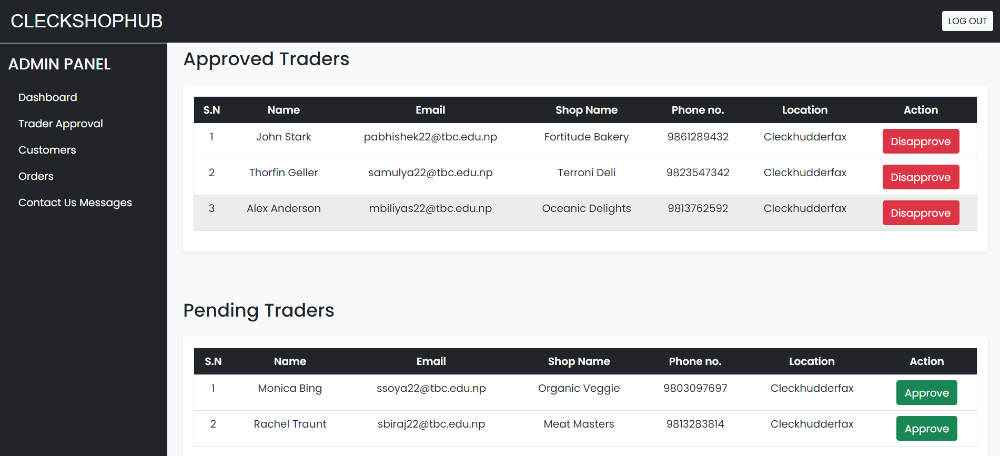 CLECKSHOPHUB
LOG OUT
ADMIN PANEL
Dashboard
Trader Approval
Customers
Orders
Contact Us Messages
Approved Traders
S.N Name Email Shop Name Phone no. Location Action
1 John Stark pabhishek22@tbc.edu.np Fortitude Bakery 9861289432 Cleckhudderfax Disapprove
2 Thorfin Geller samulya22@tbc.edu.np Terroni Deli 9823547342 Cleckhudderfax Disapprove
3 Alex Anderson mbiliyas22@tbc.edu.np Oceanic Delights 9813762592 Cleckhudderfax Disapprove
Pending Traders
S.N Name Email Shop Name Phone no. Location Action
1 Monica Bing ssoya22@tbc.edu.np Organic Veggie 9803097697 Cleckhudderfax Approve
2 Rachel Traunt sbiraj22@tbc.edu.np Meat Masters 9813283814 Cleckhudderfax Approve